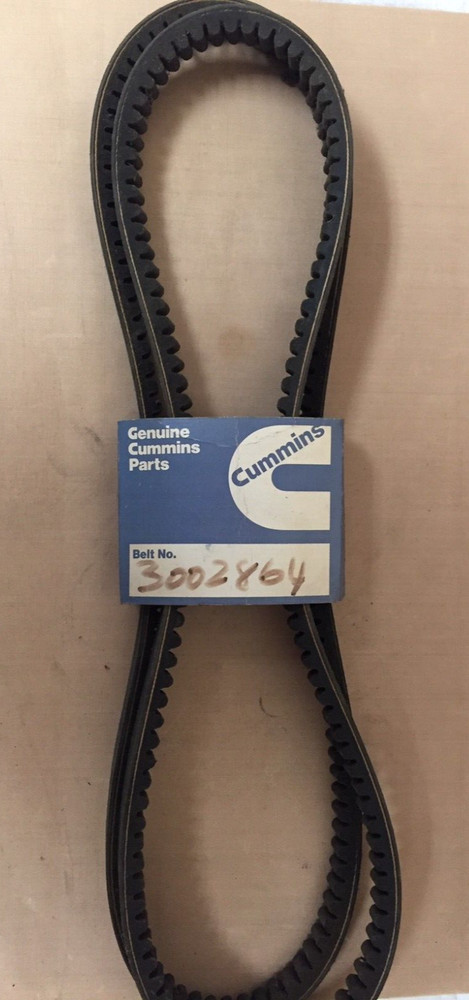 Genuine
Cummins
Parts
Cummins
Belt No.
3002864